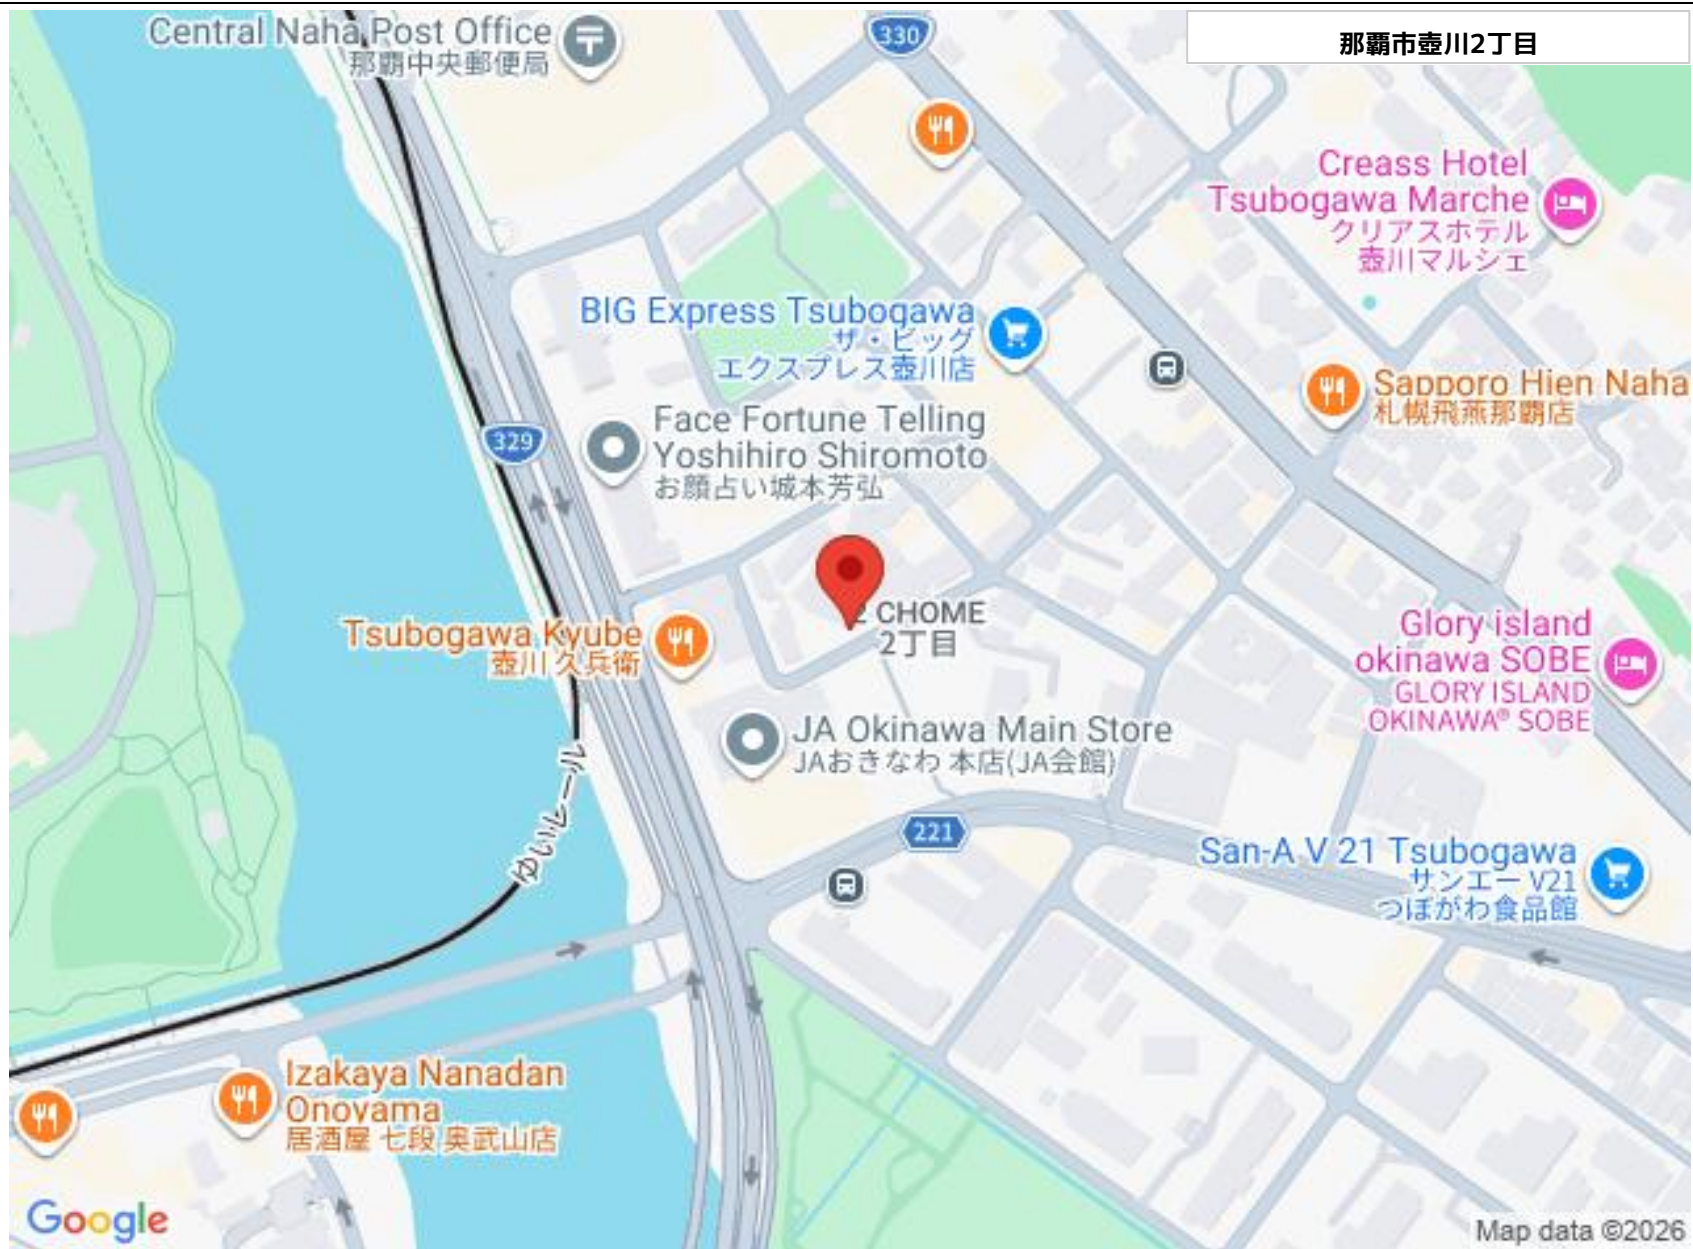 那覇市壺川2丁目
Central Naha Post Office
那覇中央郵便局
330
Creass Hotel
Tsubogawa Marche
クリアスホテル
壺川マルシェ
BIG Express Tsubogawa
ザ・ビッグ
エクスプレス壺川店
Sapporo Hien Naha
札幌飛燕那覇店
Face Fortune Telling
Yoshihiro Shiromoto
お顔占い城本芳弘
329
2 CHOME
2丁目
Tsubogawa Kyube
壺川 久兵衛
Glory island
okinawa SOBE
GLORY ISLAND
OKINAWA® SOBE
JA Okinawa Main Store
JAおきなわ 本店(JA会館)
ゆいレール
221
San-A V 21 Tsubogawa
サンエー V21
つぼがわ食品館
Izakaya Nanadan
Onoyama
居酒屋 七段 奥武山店
Google
Map data ©2026